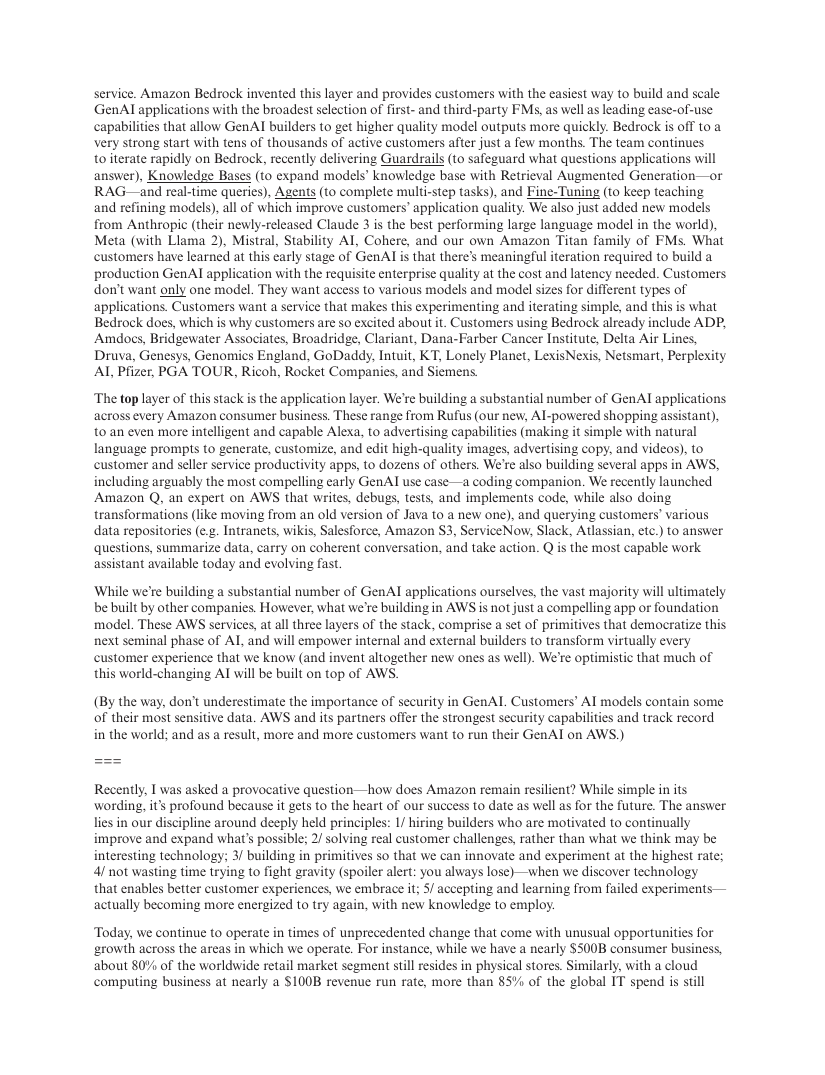 service. Amazon Bedrock invented this layer and provides customers with the easiest way to build and scale
GenAI applications with the broadest selection of first- and third-party FMs, as well as leading ease-of-use
capabilities that allow GenAI builders to get higher quality model outputs more quickly. Bedrock is off to a
very strong start with tens of thousands of active customers after just a few months. The team continues
to iterate rapidly on Bedrock, recently delivering Guardrails (to safeguard what questions applications will
answer), Knowledge Bases (to expand models’ knowledge base with Retrieval Augmented Generation—or
RAG—and real-time queries), Agents (to complete multi-step tasks), and Fine-Tuning (to keep teaching
and refining models), all of which improve customers’ application quality. We also just added new models
from Anthropic (their newly-released Claude 3 is the best performing large language model in the world),
Meta (with Llama 2), Mistral, Stability AI, Cohere, and our own Amazon Titan family of FMs. What
customers have learned at this early stage of GenAI is that there’s meaningful iteration required to build a
production GenAI application with the requisite enterprise quality at the cost and latency needed. Customers
don’t want only one model. They want access to various models and model sizes for different types of
applications. Customers want a service that makes this experimenting and iterating simple, and this is what
Bedrock does, which is why customers are so excited about it. Customers using Bedrock already include ADP,
Amdocs, Bridgewater Associates, Broadridge, Clariant, Dana-Farber Cancer Institute, Delta Air Lines,
Druva, Genesys, Genomics England, GoDaddy, Intuit, KT, Lonely Planet, LexisNexis, Netsmart, Perplexity
AI, Pfizer, PGA TOUR, Ricoh, Rocket Companies, and Siemens.
The top layer of this stack is the application layer. We’re building a substantial number of GenAI applications
across every Amazon consumer business. These range from Rufus (our new, AI-powered shopping assistant),
to an even more intelligent and capable Alexa, to advertising capabilities (making it simple with natural
language prompts to generate, customize, and edit high-quality images, advertising copy, and videos), to
customer and seller service productivity apps, to dozens of others. We’re also building several apps in AWS,
including arguably the most compelling early GenAI use case—a coding companion. We recently launched
Amazon Q, an expert on AWS that writes, debugs, tests, and implements code, while also doing
transformations (like moving from an old version of Java to a new one), and querying customers’ various
data repositories (e.g. Intranets, wikis, Salesforce, Amazon S3, ServiceNow, Slack, Atlassian, etc.) to answer
questions, summarize data, carry on coherent conversation, and take action. Q is the most capable work
assistant available today and evolving fast.
While we’re building a substantial number of GenAI applications ourselves, the vast majority will ultimately
be built by other companies. However, what we’re building in AWS is not just a compelling app or foundation
model. These AWS services, at all three layers of the stack, comprise a set of primitives that democratize this
next seminal phase of AI, and will empower internal and external builders to transform virtually every
customer experience that we know (and invent altogether new ones as well). We’re optimistic that much of
this world-changing AI will be built on top of AWS.
(By the way, don’t underestimate the importance of security in GenAI. Customers’ AI models contain some
of their most sensitive data. AWS and its partners offer the strongest security capabilities and track record
in the world; and as a result, more and more customers want to run their GenAI on AWS.)
===
Recently, I was asked a provocative question—how does Amazon remain resilient? While simple in its
wording, it’s profound because it gets to the heart of our success to date as well as for the future. The answer
lies in our discipline around deeply held principles: 1/ hiring builders who are motivated to continually
improve and expand what’s possible; 2/ solving real customer challenges, rather than what we think may be
interesting technology; 3/ building in primitives so that we can innovate and experiment at the highest rate;
4/ not wasting time trying to fight gravity (spoiler alert: you always lose)—when we discover technology
that enables better customer experiences, we embrace it; 5/ accepting and learning from failed experiments—
actually becoming more energized to try again, with new knowledge to employ.
Today, we continue to operate in times of unprecedented change that come with unusual opportunities for
growth across the areas in which we operate. For instance, while we have a nearly $500B consumer business,
about 80% of the worldwide retail market segment still resides in physical stores. Similarly, with a cloud
computing business at nearly a $100B revenue run rate, more than 85% of the global IT spend is still